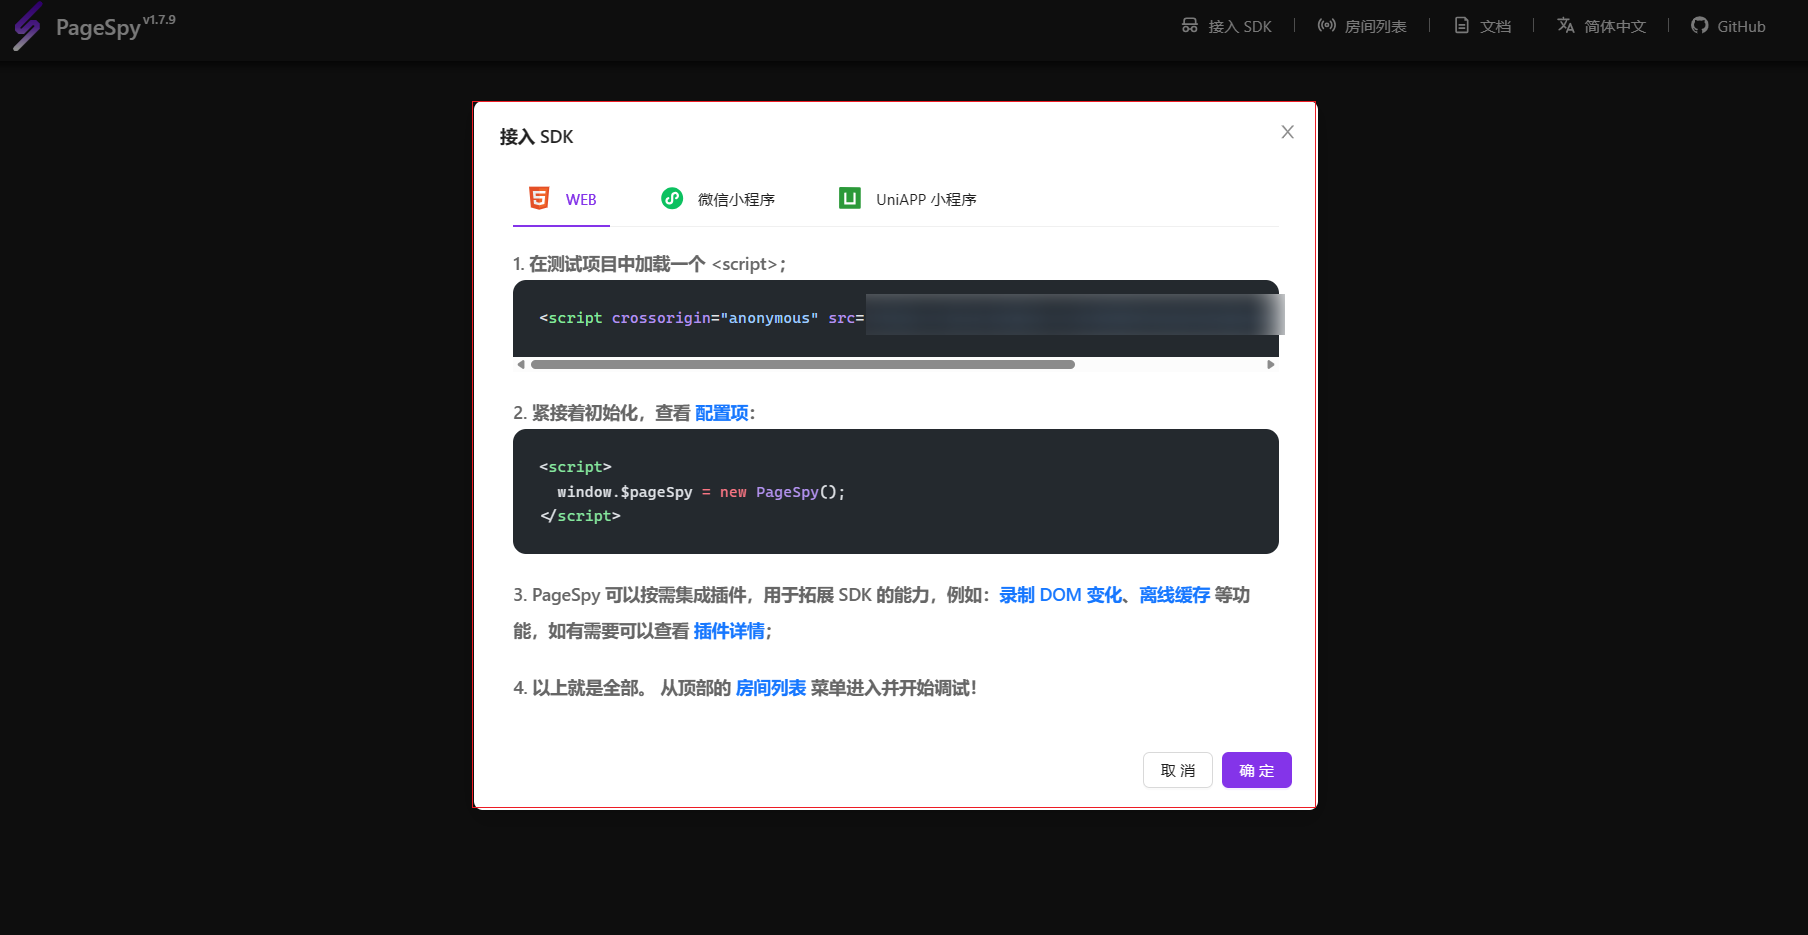 PageSpy v1.7.9
接入 SDK
房间列表
文档
简体中文
GitHub
接入 SDK
WEB
微信小程序
UniAPP 小程序
1. 在测试项目中加载一个 <script>；
<script crossorigin="anonymous" src=
2. 紧接着初始化，查看 配置项：
<script>
window.$pageSpy = new PageSpy();
</script>
3. PageSpy 可以按需集成插件，用于拓展 SDK 的能力，例如：录制 DOM 变化、离线缓存 等功
能，如有需要可以查看 插件详情；
4. 以上就是全部。 从顶部的 房间列表 菜单进入并开始调试！
取 消
确 定